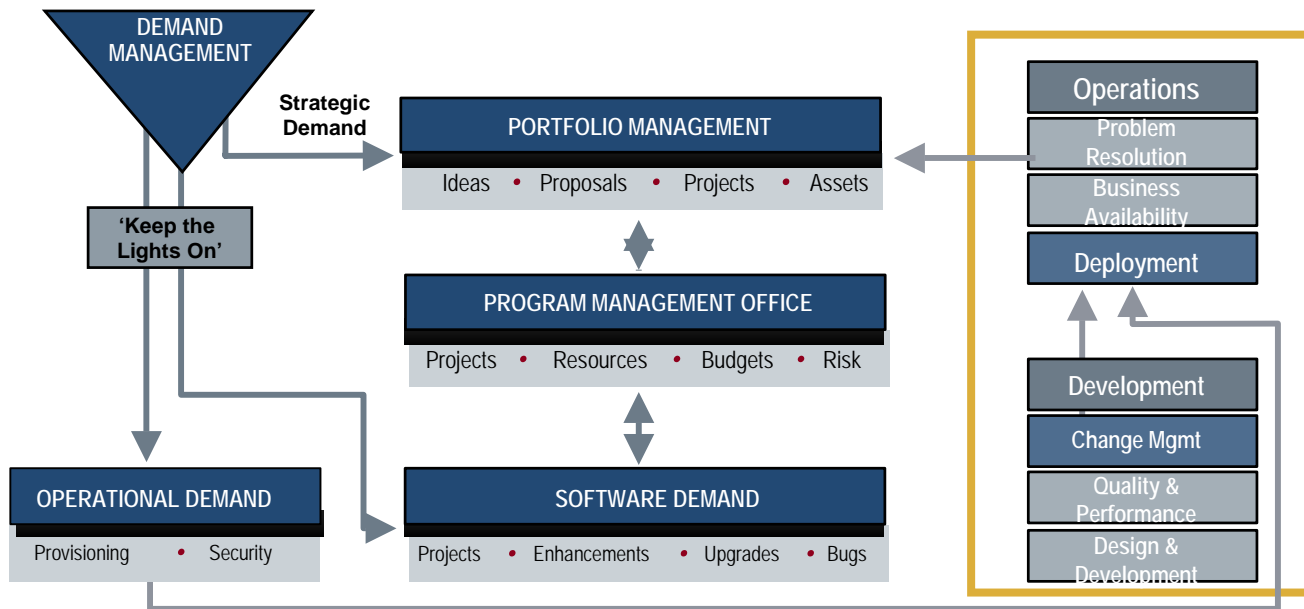 DEMAND
MANAGEMENT
Strategic
Demand
'Keep the
Lights On'
PORTFOLIO MANAGEMENT
Ideas • Proposals • Projects • Assets
PROGRAM MANAGEMENT OFFICE
Projects • Resources • Budgets • Risk
OPERATIONAL DEMAND
Provisioning • Security
SOFTWARE DEMAND
Projects • Enhancements • Upgrades • Bugs
Operations
Problem
Resolution
Business
Availability
Deployment
Development
Change Mgmt
Quality &
Performance
Design &
Development